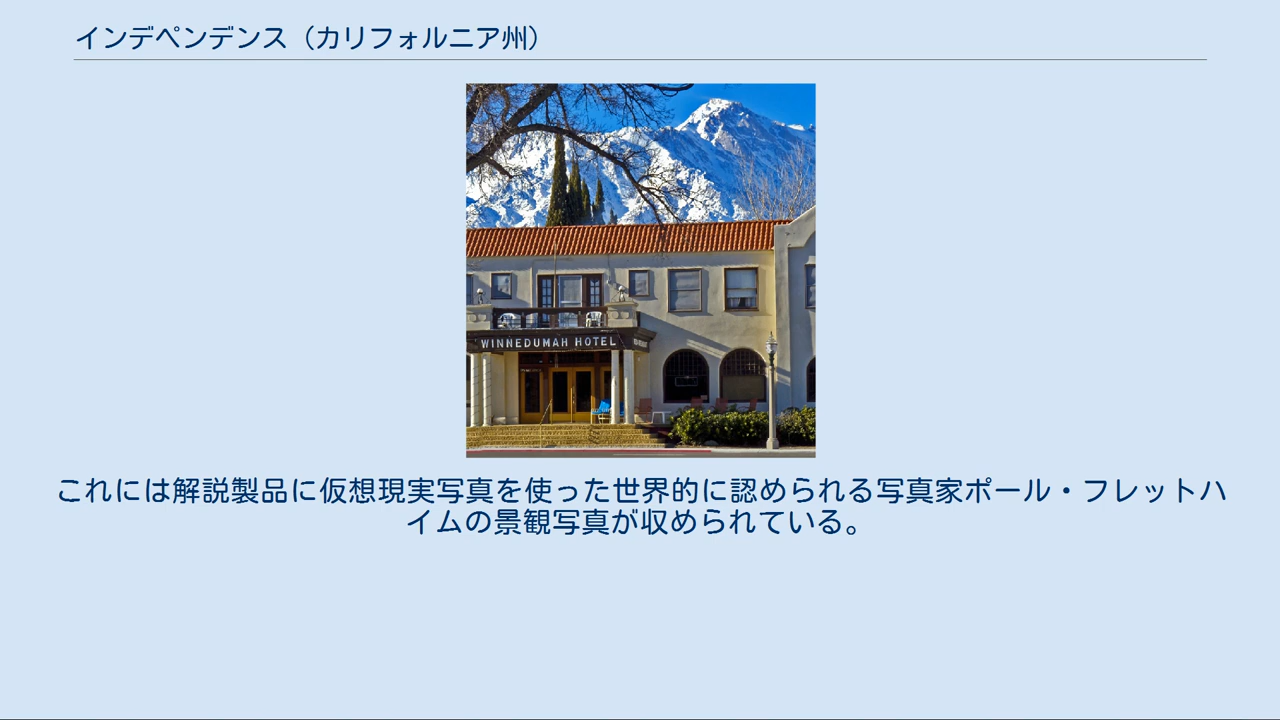 インデペンデンス（カリフォルニア州）
WINNEDUMAH HOTEL
これには解説製品に仮想現実写真を使った世界的に認められる写真家ポール・フレットハ
イムの景観写真が収められている。